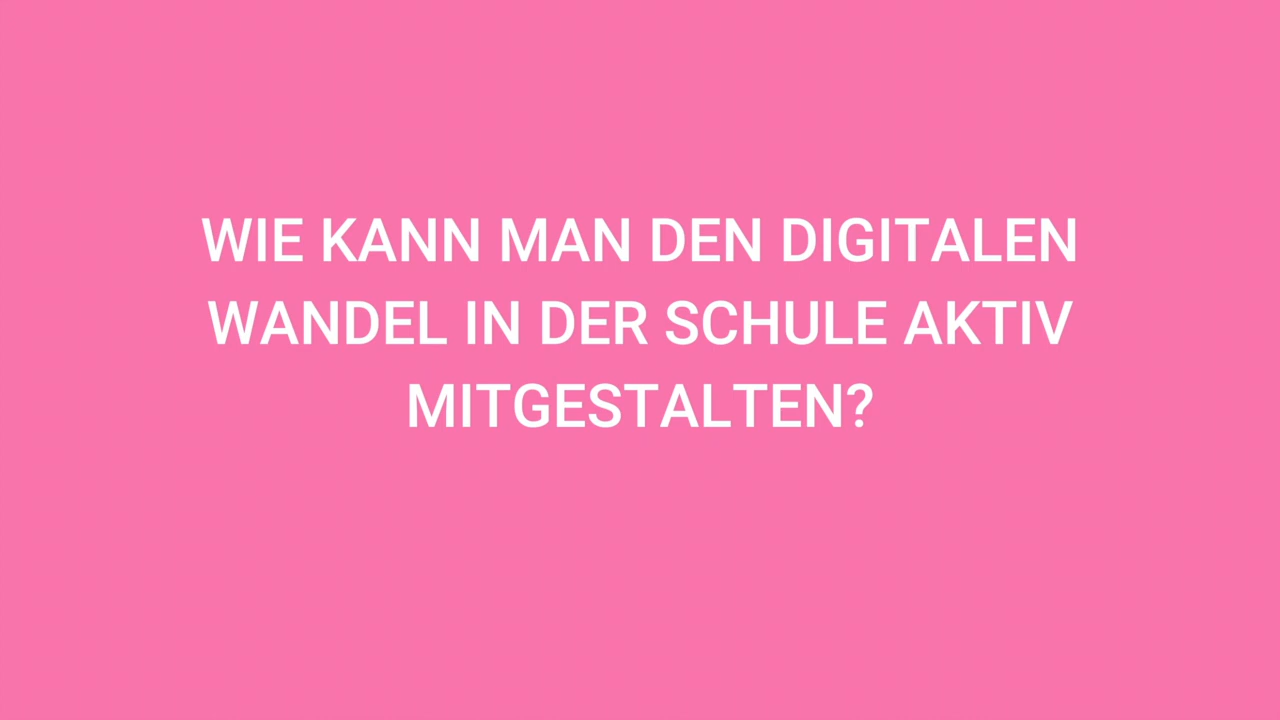 WIE KANN MAN DEN DIGITALEN
WANDEL IN DER SCHULE AKTIV
MITGESTALTEN?